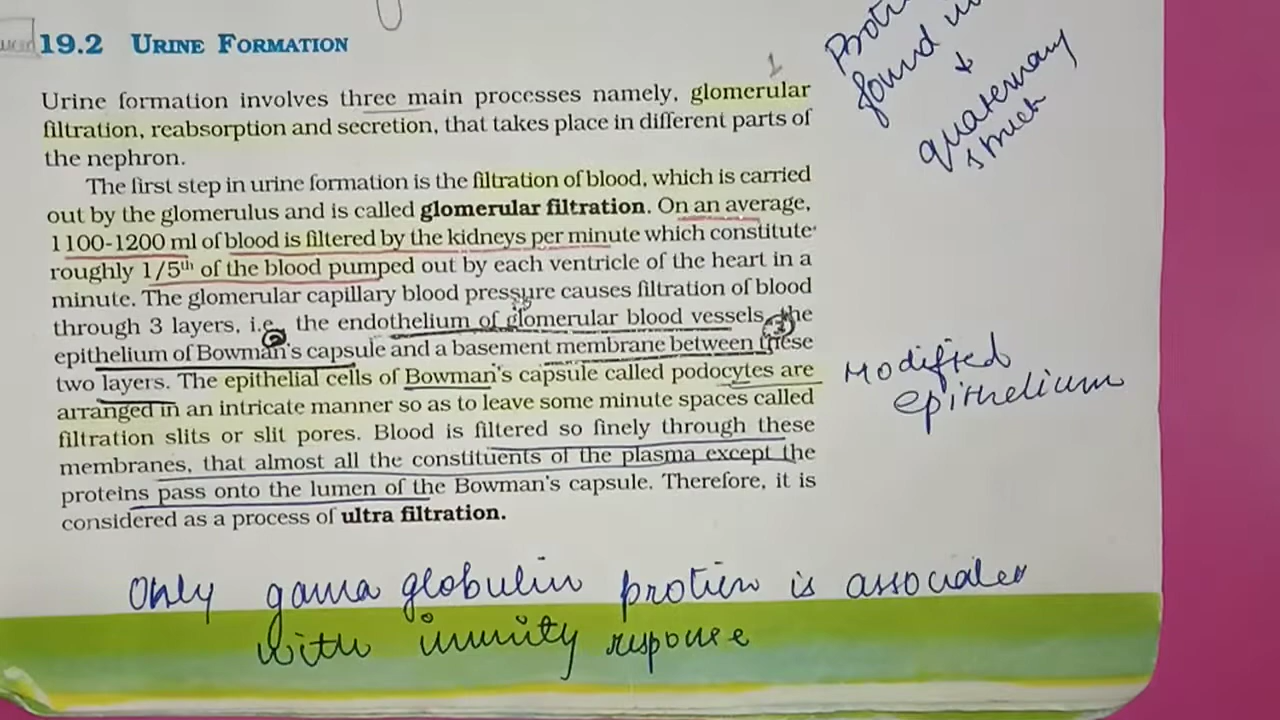 19.2 URINE FORMATION
1
Urine formation involves three main processes namely, glomerular
filtration, reabsorption and secretion, that takes place in different parts of
the nephron.
The first step in urine formation is the filtration of blood, which is carried
out by the glomerulus and is called glomerular filtration. On an average,
1100-1200 ml of blood is filtered by the kidneys per minute which constitute
roughly 1/5th of the blood pumped out by each ventricle of the heart in a
minute. The glomerular capillary blood pressure causes filtration of blood
through 3 layers, i.e., the endothelium of glomerular blood vessels, the
epithelium of Bowman's capsule and a basement membrane between these
two layers. The epithelial cells of Bowman's capsule called podocytes are
arranged in an intricate manner so as to leave some minute spaces called
filtration slits or slit pores. Blood is filtered so finely through these
membranes, that almost all the constituents of the plasma except the
proteins pass onto the lumen of the Bowman's capsule. Therefore, it is
considered as a process of ultra filtration.
found
quaternary
struct
Modified
epithelium
Only gama globulin protien is associated
with immity response